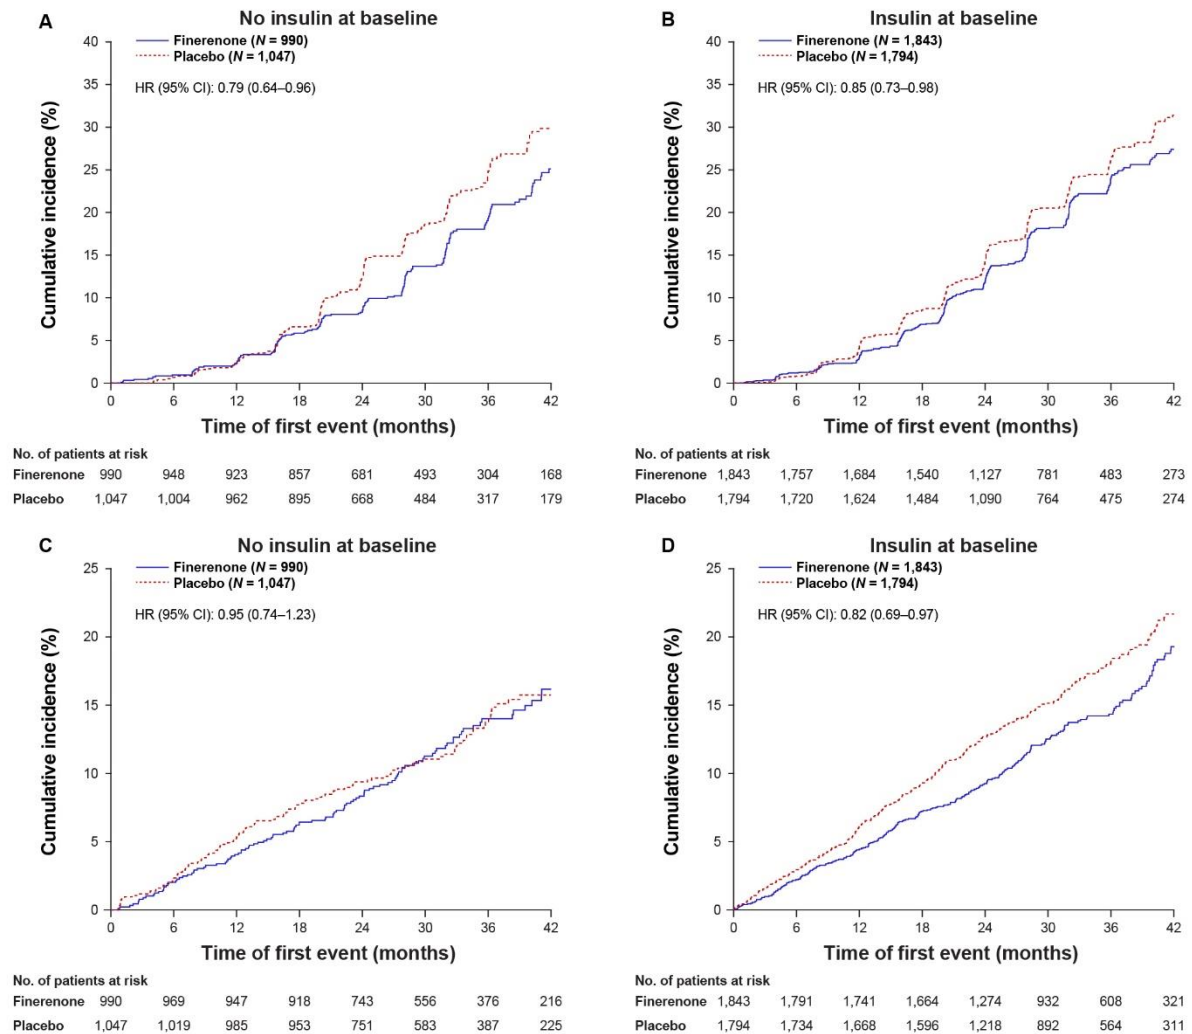 A
No insulin at baseline
Finerenone (N = 990)
Placebo (N = 1,047)
HR (95% CI): 0.79 (0.64–0.96)
Cumulative incidence (%)
40
35
30
25
20
15
10
5
0
0 6 12 18 24 30 36 42
Time of first event (months)
No. of patients at risk
Finerenone 990 948 923 857 681 493 304 168
Placebo 1,047 1,004 962 895 668 484 317 179
B
Insulin at baseline
Finerenone (N = 1,843)
Placebo (N = 1,794)
HR (95% CI): 0.85 (0.73–0.98)
Cumulative incidence (%)
40
35
30
25
20
15
10
5
0
0 6 12 18 24 30 36 42
Time of first event (months)
No. of patients at risk
Finerenone 1,843 1,757 1,684 1,540 1,127 781 483 273
Placebo 1,794 1,720 1,624 1,484 1,090 764 475 274
C
No insulin at baseline
Finerenone (N = 990)
Placebo (N = 1,047)
HR (95% CI): 0.95 (0.74–1.23)
Cumulative incidence (%)
25
20
15
10
5
0
0 6 12 18 24 30 36 42
Time of first event (months)
No. of patients at risk
Finerenone 990 969 947 918 743 556 376 216
Placebo 1,047 1,019 985 953 751 583 387 225
D
Insulin at baseline
Finerenone (N = 1,843)
Placebo (N = 1,794)
HR (95% CI): 0.82 (0.69–0.97)
Cumulative incidence (%)
25
20
15
10
5
0
0 6 12 18 24 30 36 42
Time of first event (months)
No. of patients at risk
Finerenone 1,843 1,791 1,741 1,664 1,274 932 608 321
Placebo 1,794 1,734 1,668 1,596 1,218 892 564 311